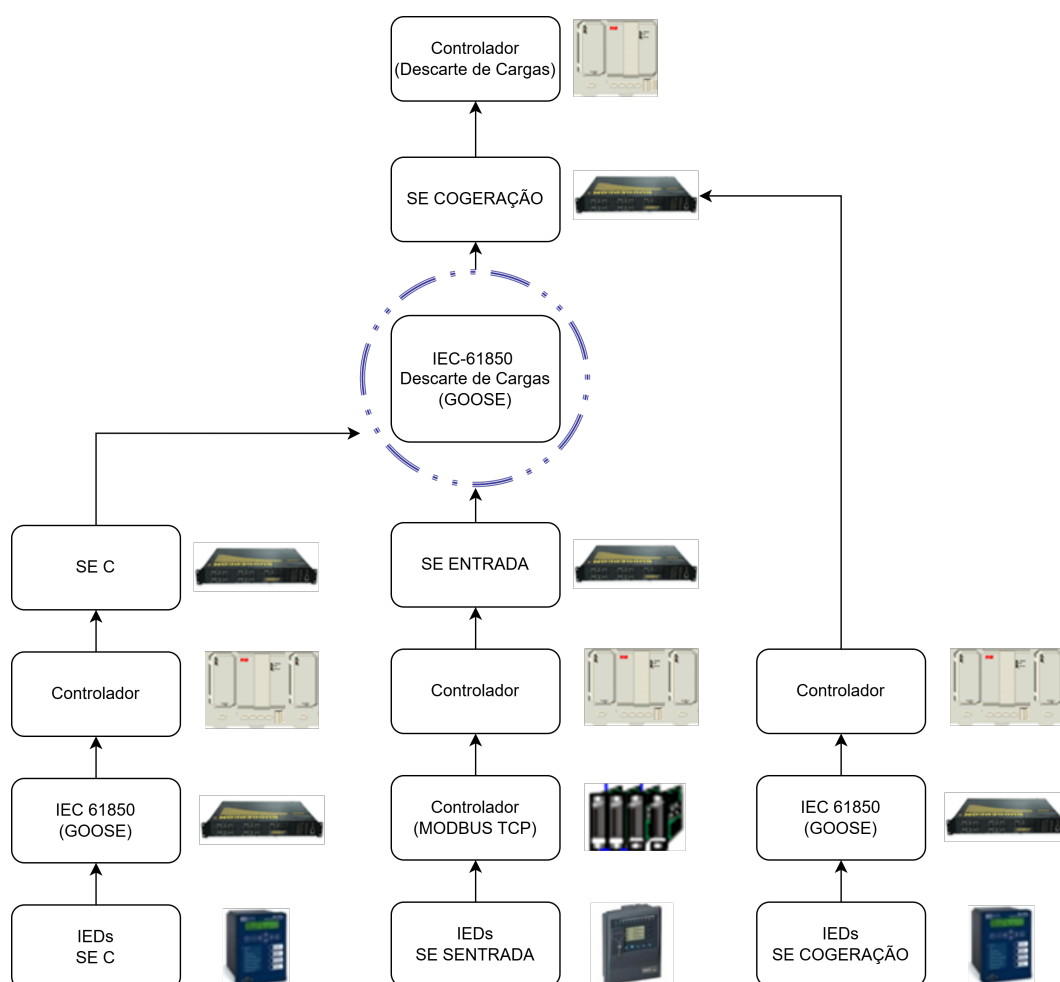 Controlador
(Descarte de Cargas)
SE COGERAÇÃO
IEC-61850
Descarte de Cargas
(GOOSE)
SE C
SE ENTRADA
Controlador
Controlador
Controlador
IEC 61850
(GOOSE)
Controlador
(MODBUS TCP)
IEC 61850
(GOOSE)
IEDs
SE C
IEDs
SE SENTRADA
IEDs
SE COGERAÇÃO